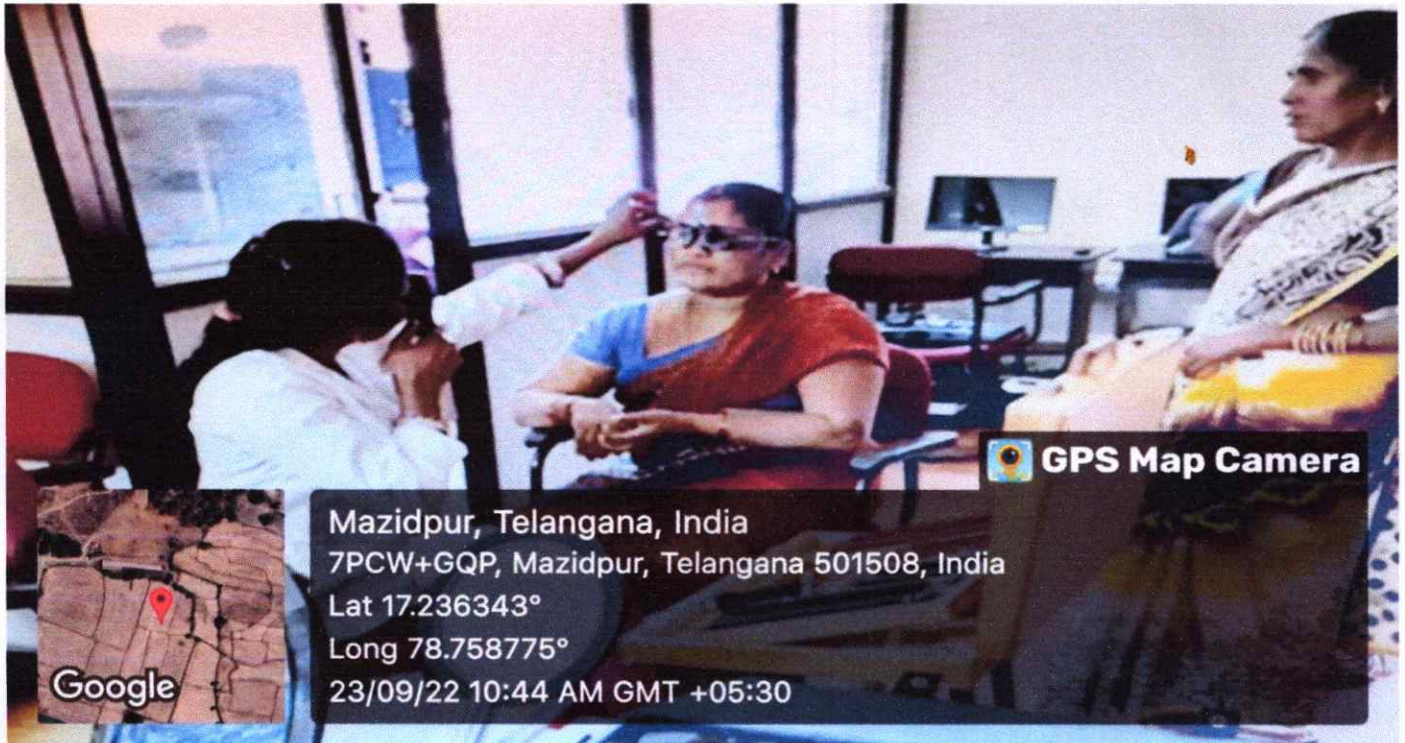 GPS Map Camera
Mazidpur, Telangana, India
7PCW+GQP, Mazidpur, Telangana 501508, India
Lat 17.236343°
Long 78.758775°
23/09/22 10:44 AM GMT +05:30
Google